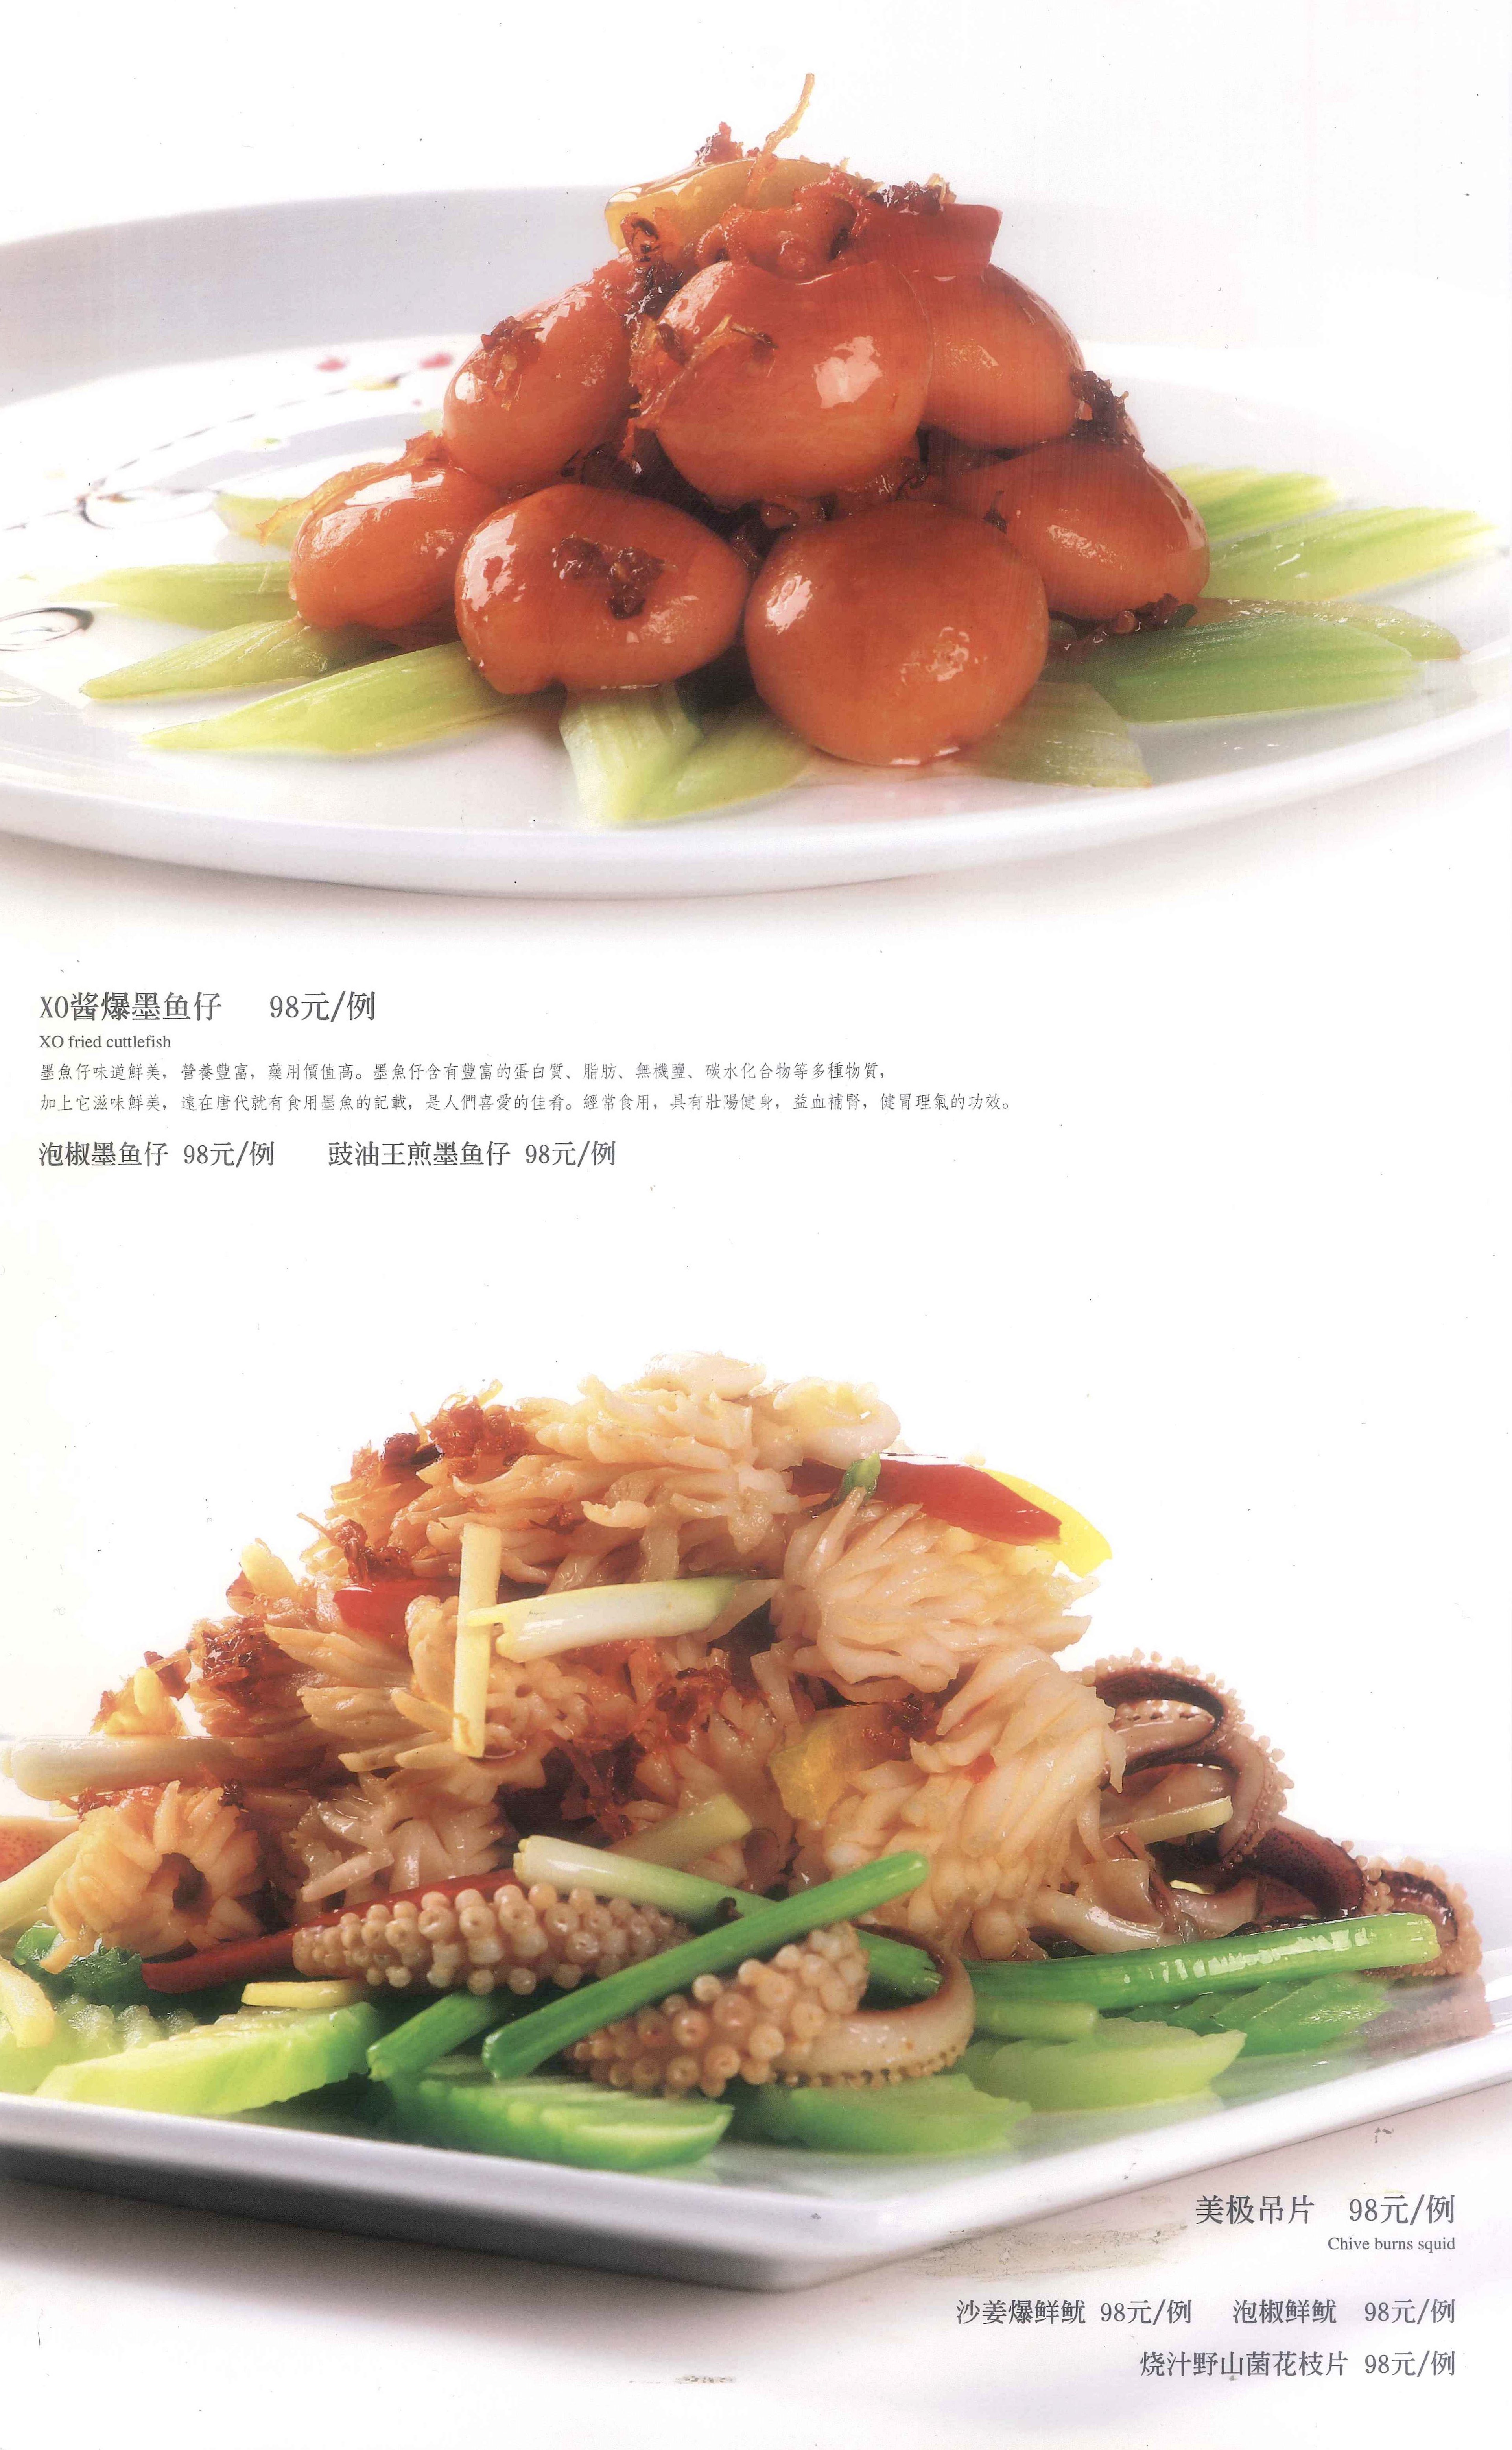 XO酱爆墨鱼仔 98元/例
XO fried cuttlefish
墨魚仔味道鮮美，營養豐富，藥用價值高。墨魚仔含有豐富的蛋白質、脂肪、無機鹽、碳水化合物等多種物質，
加上它滋味鮮美，遠在唐代就有食用墨魚的記載，是人們喜愛的佳肴。經常食用，具有壯陽健身，益血補腎，健胃理氣的功效。
泡椒墨鱼仔 98元/例 豉油王煎墨鱼仔 98元/例
美极吊片 98元/例
Chive burns squid
沙姜爆鲜鱿 98元/例 泡椒鲜鱿 98元/例
烧汁野山菌花枝片 98元/例